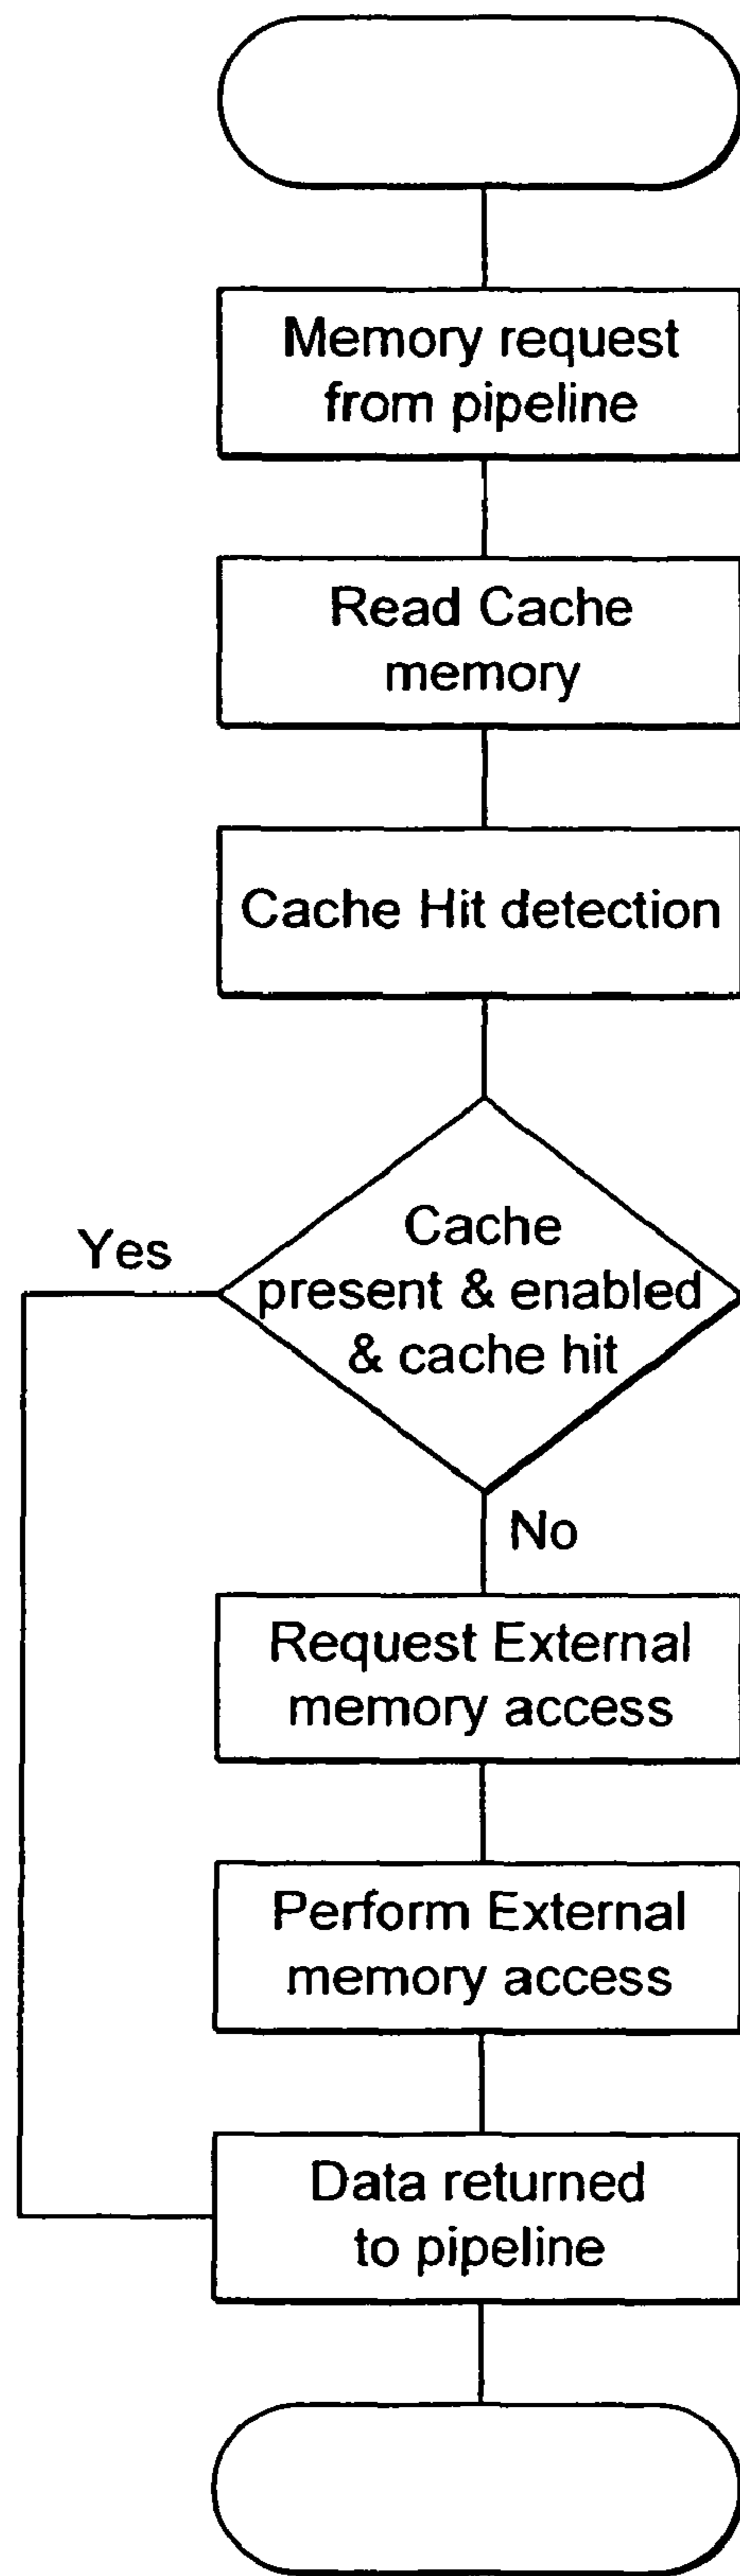 Memory request
from pipeline
Read Cache
memory
Cache Hit detection
Cache
present & enabled
& cache hit
Yes
No
Request External
memory access
Perform External
memory access
Data returned
to pipeline